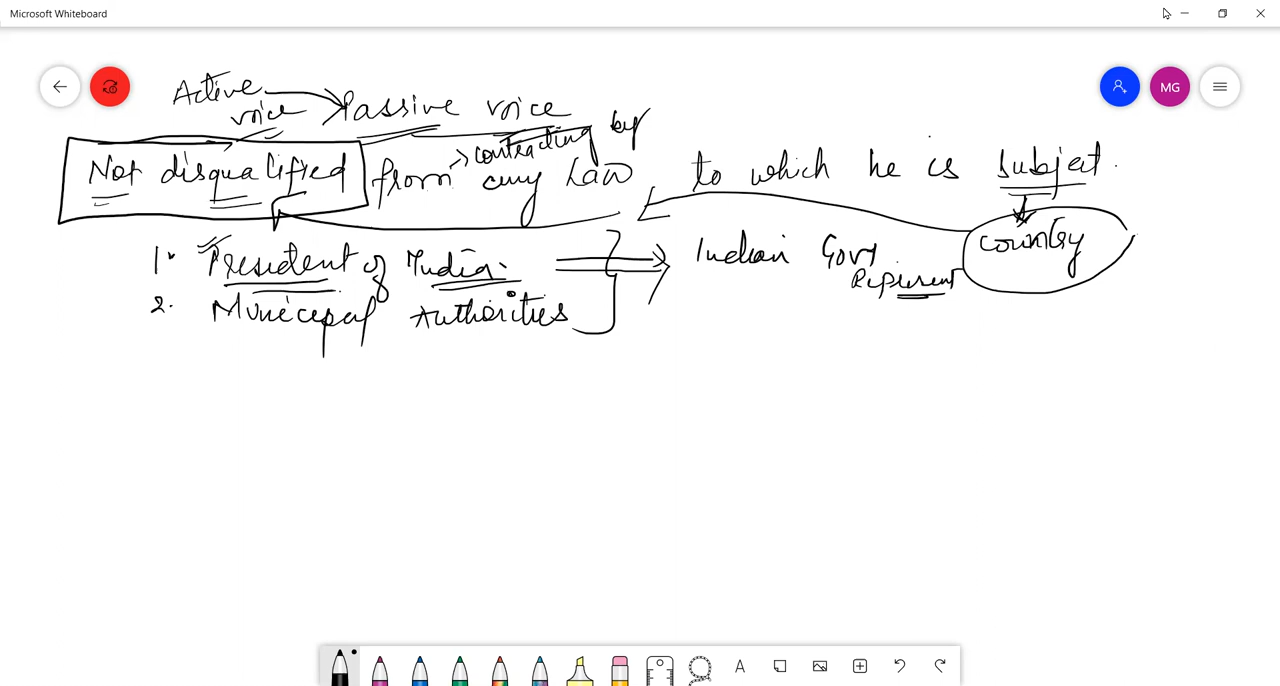 Microsoft Whiteboard
MG
Active voice Passive voice
Not disqualified from contracting by any Law to which he is subject.
country
1. President of India. Indian Govt
Represent
2. Municipal Authorities
A